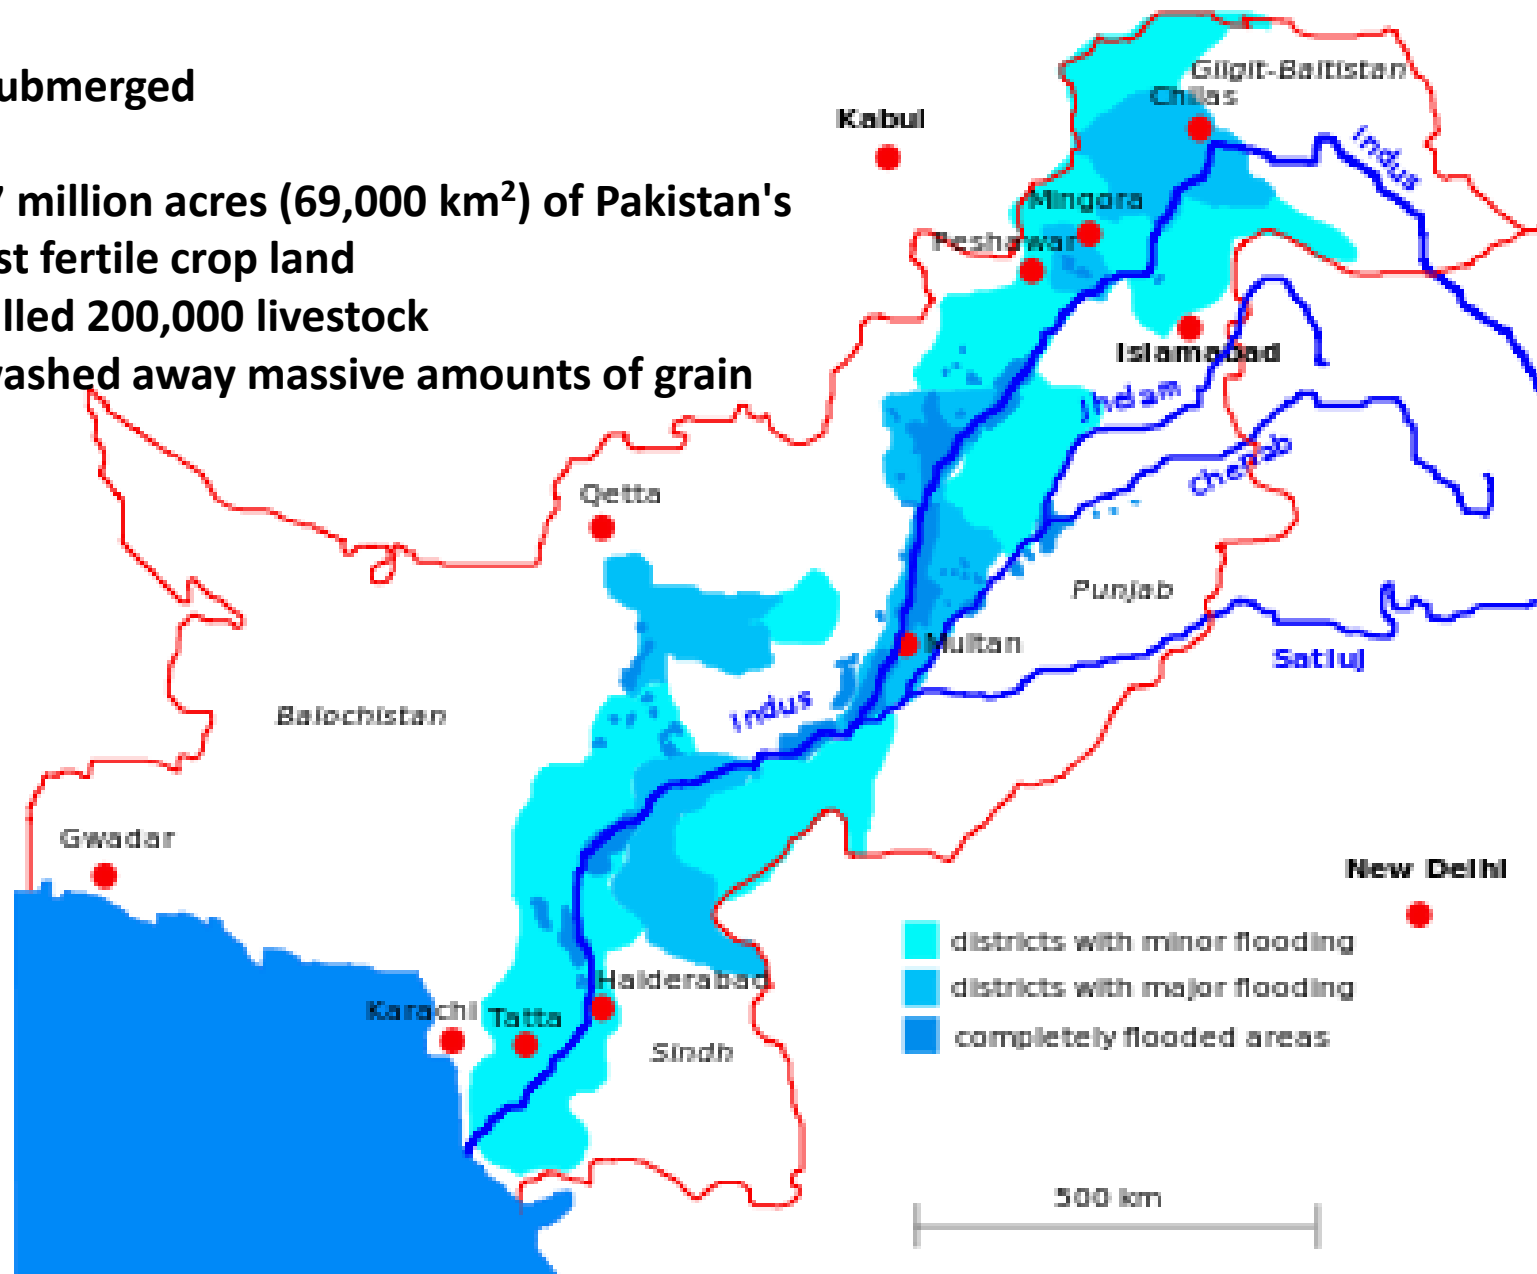 ubmerged
7 million acres (69,000 km²) of Pakistan's
st fertile crop land
lled 200,000 livestock
washed away massive amounts of grain
Gilgit-Baltistan
Chilas
Kabul
Indus
Mingora
Peshawar
Islamabad
Jhelam
Chenab
Qetta
Punjab
Multan
Satluj
Indus
Balochistan
Gwadar
New Delhi
districts with minor flooding
Haiderabad
districts with major flooding
Karachi
Tatta
completely flooded areas
Sindh
500 km